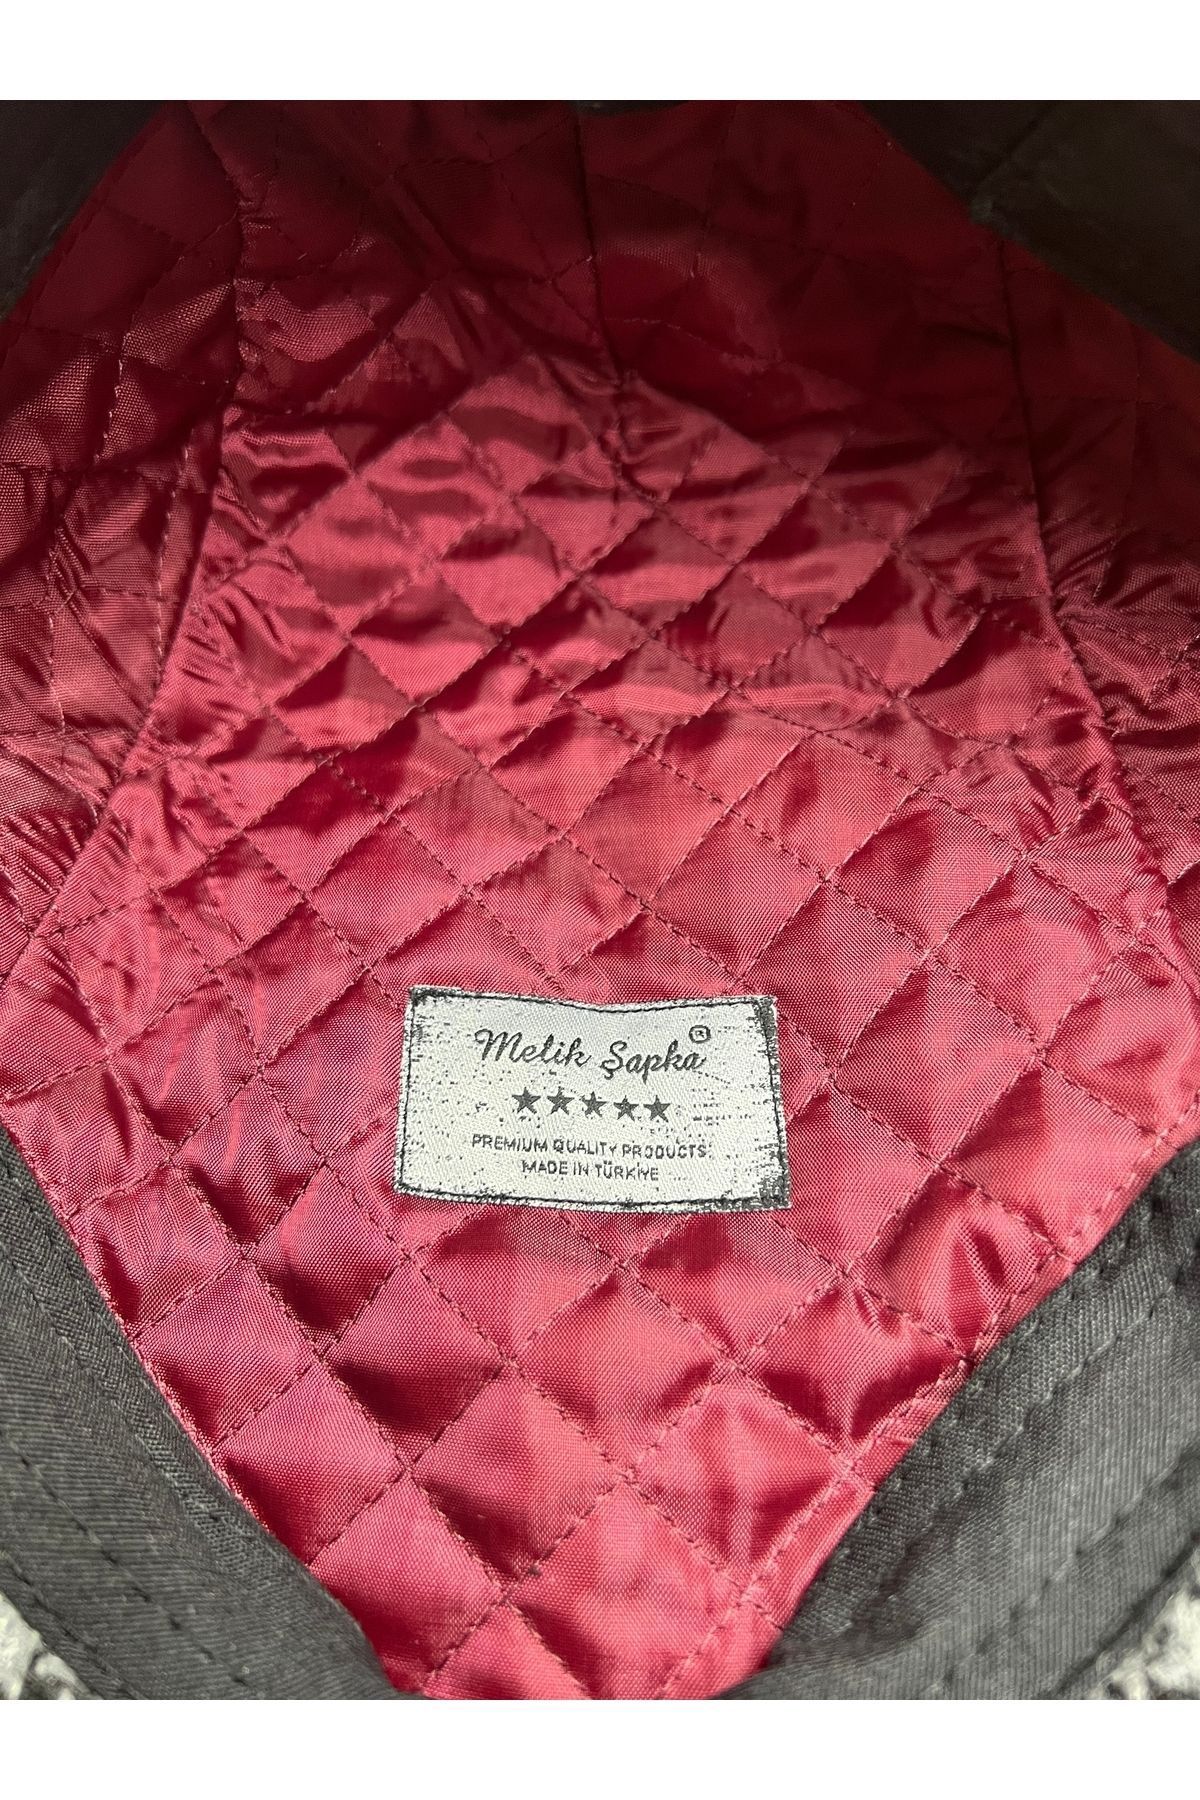 Melik Şapka ®
★★★★★
PREMIUM QUALITY PRODUCTS
MADE IN TÜRKİYE